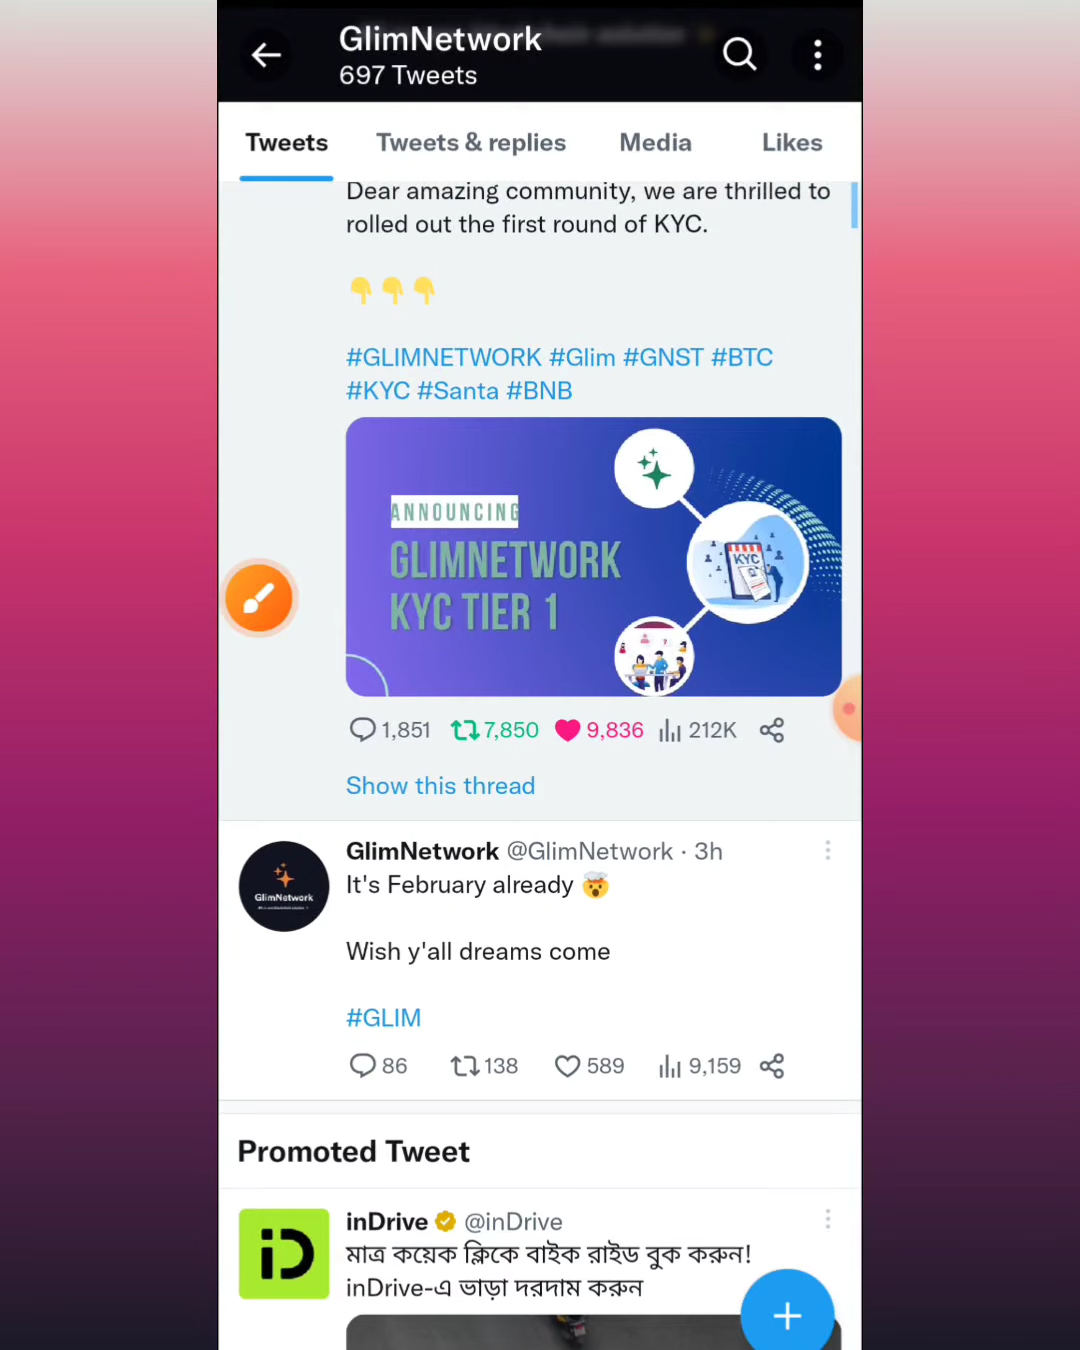 GlimNetwork
697 Tweets
Tweets Tweets & replies Media Likes
Dear amazing community, we are thrilled to
rolled out the first round of KYC.
👇👇👇
#GLIMNETWORK #Glim #GNST #BTC
#KYC #Santa #BNB
ANNOUNCING
GLIMNETWORK
KYC TIER 1
KYC
1,851 7,850 9,836 212K
Show this thread
GlimNetwork @GlimNetwork · 3h
GlimNetwork
It's February already 🤯
Wish y'all dreams come
#GLIM
86 138 589 9,159
Promoted Tweet
inDrive @inDrive
iD
মাত্র কয়েক ক্লিকে বাইক রাইড বুক করুন!
inDrive-এ ভাড়া দরদাম করুন